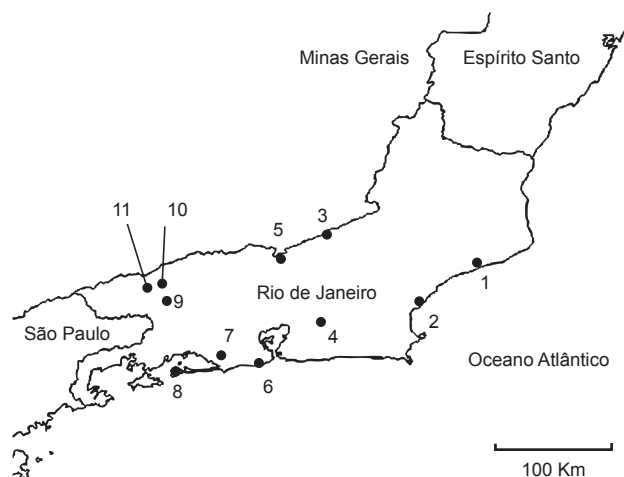 Minas Gerais
Espírito Santo
11
10
5
3
9
Rio de Janeiro
1
São Paulo
7
4
2
8
6
Oceano Atlântico
100 Km